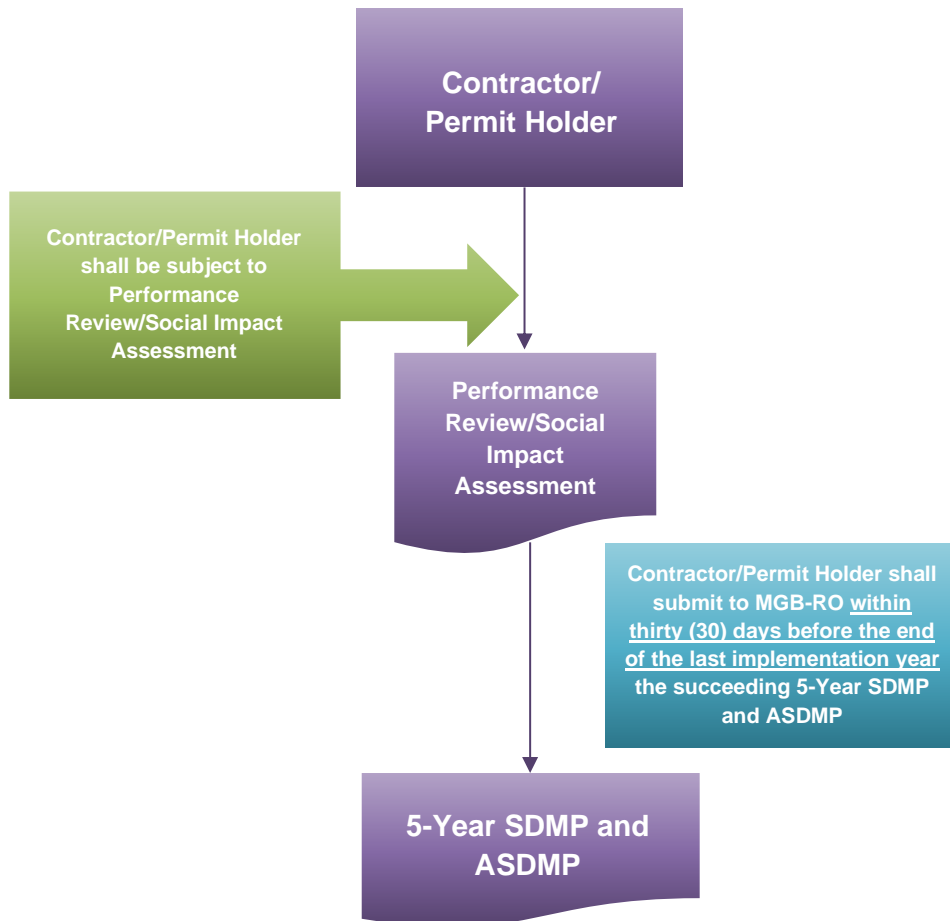 Contractor/
Permit Holder
Contractor/Permit Holder
shall be subject to
Performance
Review/Social Impact
Assessment
Performance
Review/Social
Impact
Assessment
Contractor/Permit Holder shall
submit to MGB-RO within
thirty (30) days before the end
of the last implementation year
the succeeding 5-Year SDMP
and ASDMP
5-Year SDMP and
ASDMP